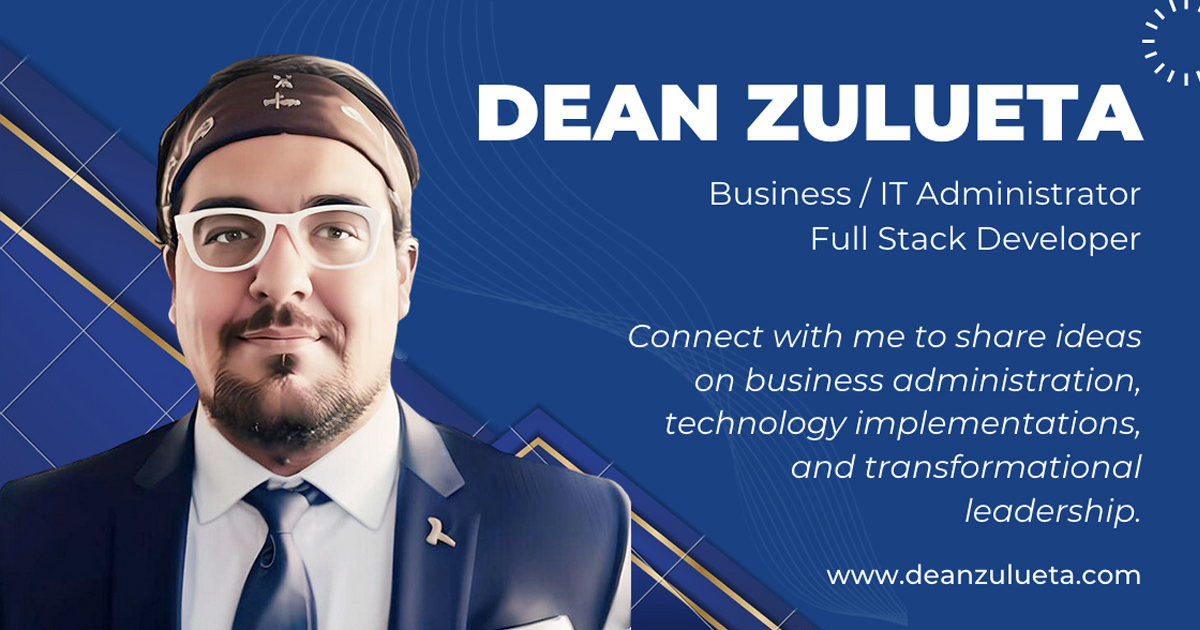 DEAN ZULUETA
Business / IT Administrator
Full Stack Developer
Connect with me to share ideas
on business administration,
technology implementations,
and transformational
leadership.
www.deanzulueta.com